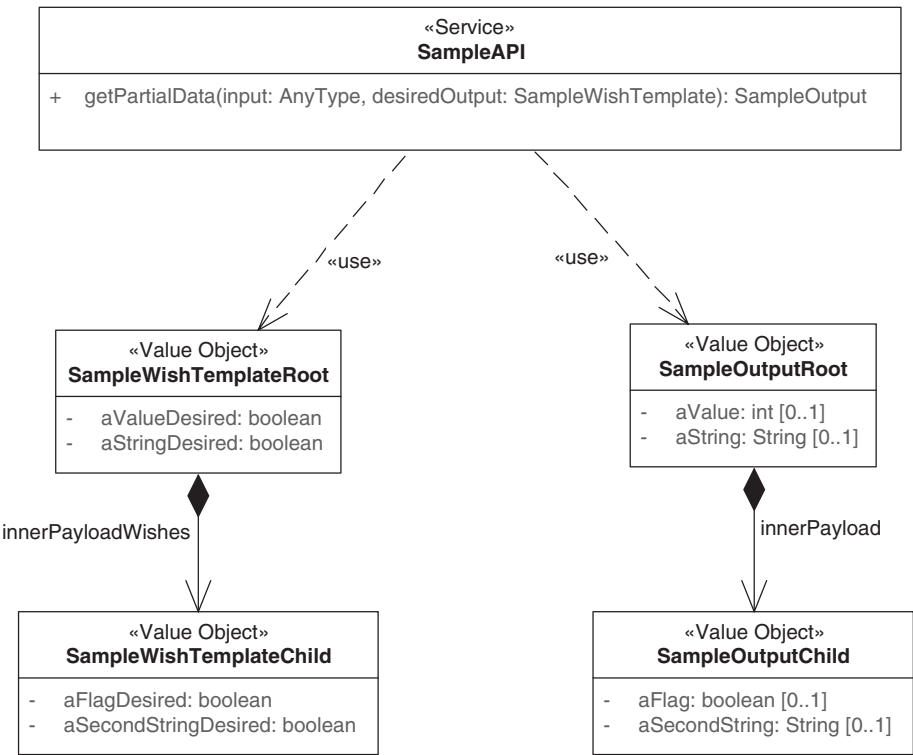 «Service»
SampleAPI
+ getPartialData(input: AnyType, desiredOutput: SampleWishTemplate): SampleOutput
«use»
«use»
«Value Object»
SampleWishTemplateRoot
- aValueDesired: boolean
- aStringDesired: boolean
«Value Object»
SampleOutputRoot
- aValue: int [0..1]
- aString: String [0..1]
innerPayloadWishes
innerPayload
«Value Object»
SampleWishTemplateChild
- aFlagDesired: boolean
- aSecondStringDesired: boolean
«Value Object»
SampleOutputChild
- aFlag: boolean [0..1]
- aSecondString: String [0..1]